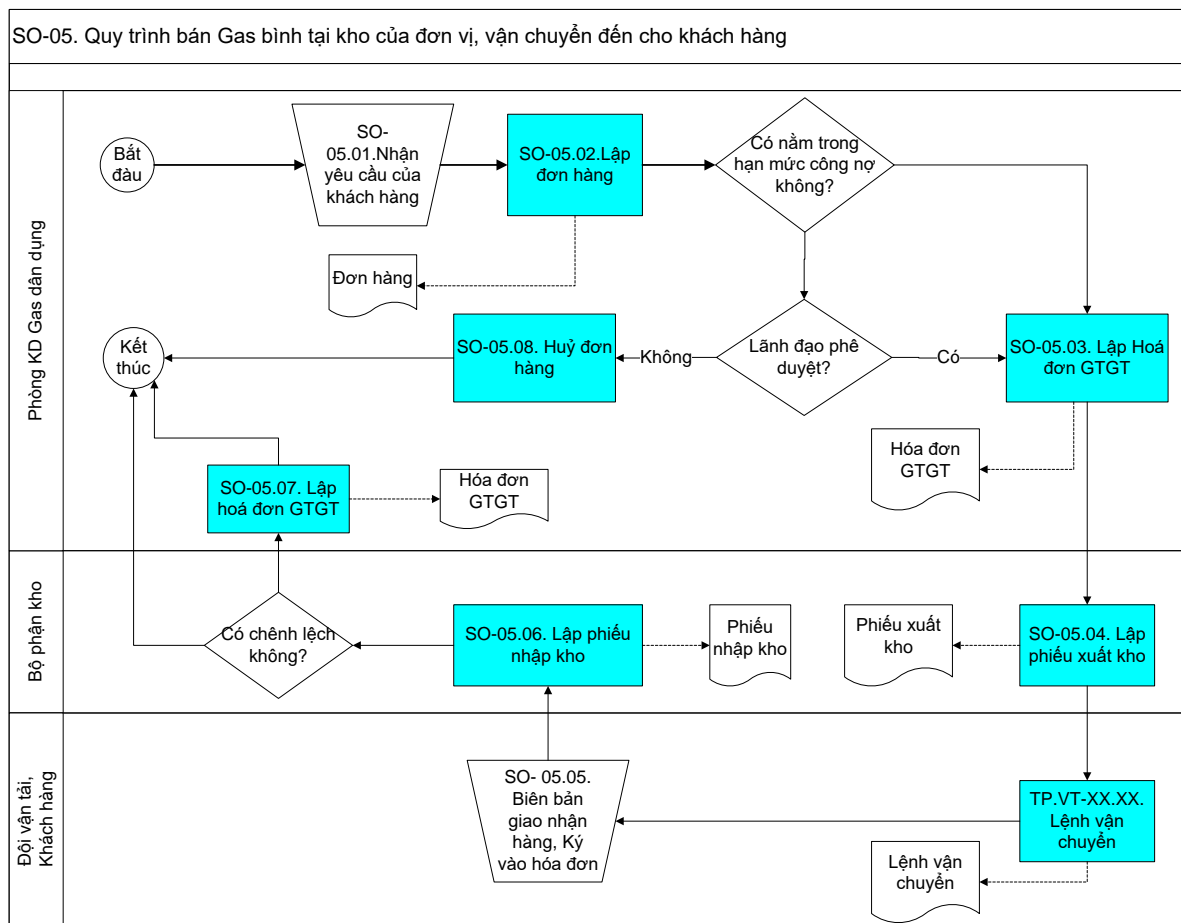 SO-05. Quy trình bán Gas bình tại kho của đơn vị, vận chuyển đến cho khách hàng
Phòng KD Gas dân dụng
Bắt
đàu
SO-
05.01.Nhận
yêu cầu của
khách hàng
SO-05.02.Lập
đơn hàng
Có nằm trong
hạn mức công nợ
không?
Đơn hàng
Kết
thúc
SO-05.08. Huỷ đơn
hàng
Không
Lãnh đạo phê
duyệt?
Có
SO-05.03. Lập Hoá
đơn GTGT
Hóa đơn
GTGT
SO-05.07. Lập
hoá đơn GTGT
Hóa đơn
GTGT
Bộ phận kho
Có chênh lệch
không?
SO-05.06. Lập phiếu
nhập kho
Phiếu
nhập kho
Phiếu xuất
kho
SO-05.04. Lập
phiếu xuất kho
Đội vận tải,
Khách hàng
SO- 05.05.
Biên bản
giao nhận
hàng, Ký
vào hóa đơn
TP.VT-XX.XX.
Lệnh vận
chuyển
Lệnh vận
chuyển